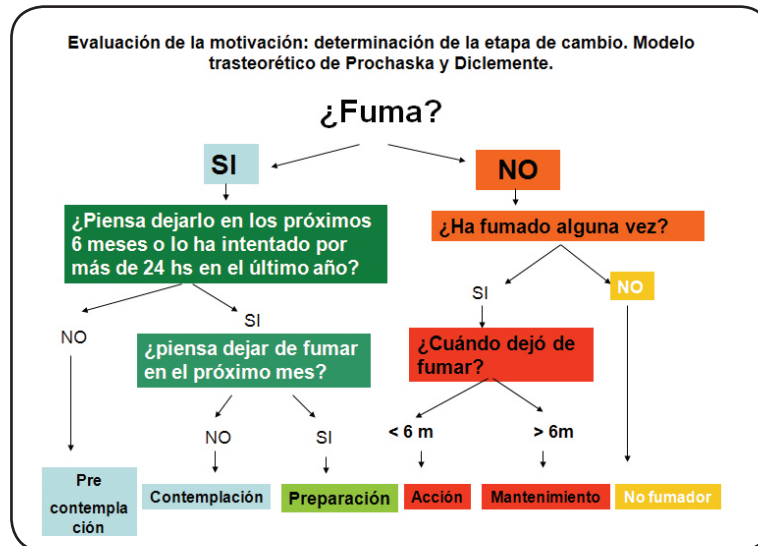 Evaluación de la motivación: determinación de la etapa de cambio. Modelo
trasteorético de Prochaska y Diclemente.
¿Fuma?
SI
NO
¿Piensa dejarlo en los próximos
6 meses o lo ha intentado por
más de 24 hs en el último año?
¿Ha fumado alguna vez?
NO
SI
SI
NO
¿piensa dejar de fumar
en el próximo mes?
¿Cuándo dejó de
fumar?
NO
SI
< 6 m
> 6m
Pre
contempla
ción
Contemplación
Preparación
Acción
Mantenimiento
No fumador